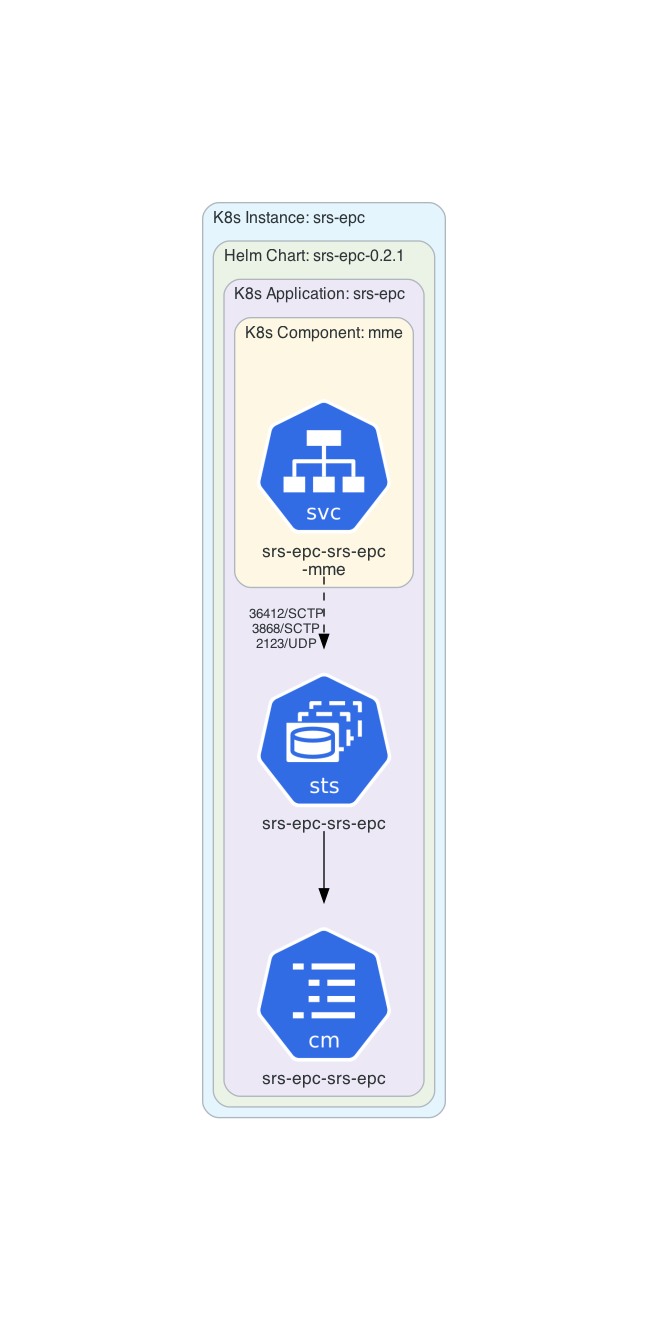 K8s Instance: srs-epc
Helm Chart: srs-epc-0.2.1
K8s Application: srs-epc
K8s Component: mme
svc
srs-epc-srs-epc
-mme
36412/SCTP
3868/SCTP
2123/UDP
sts
srs-epc-srs-epc
cm
srs-epc-srs-epc